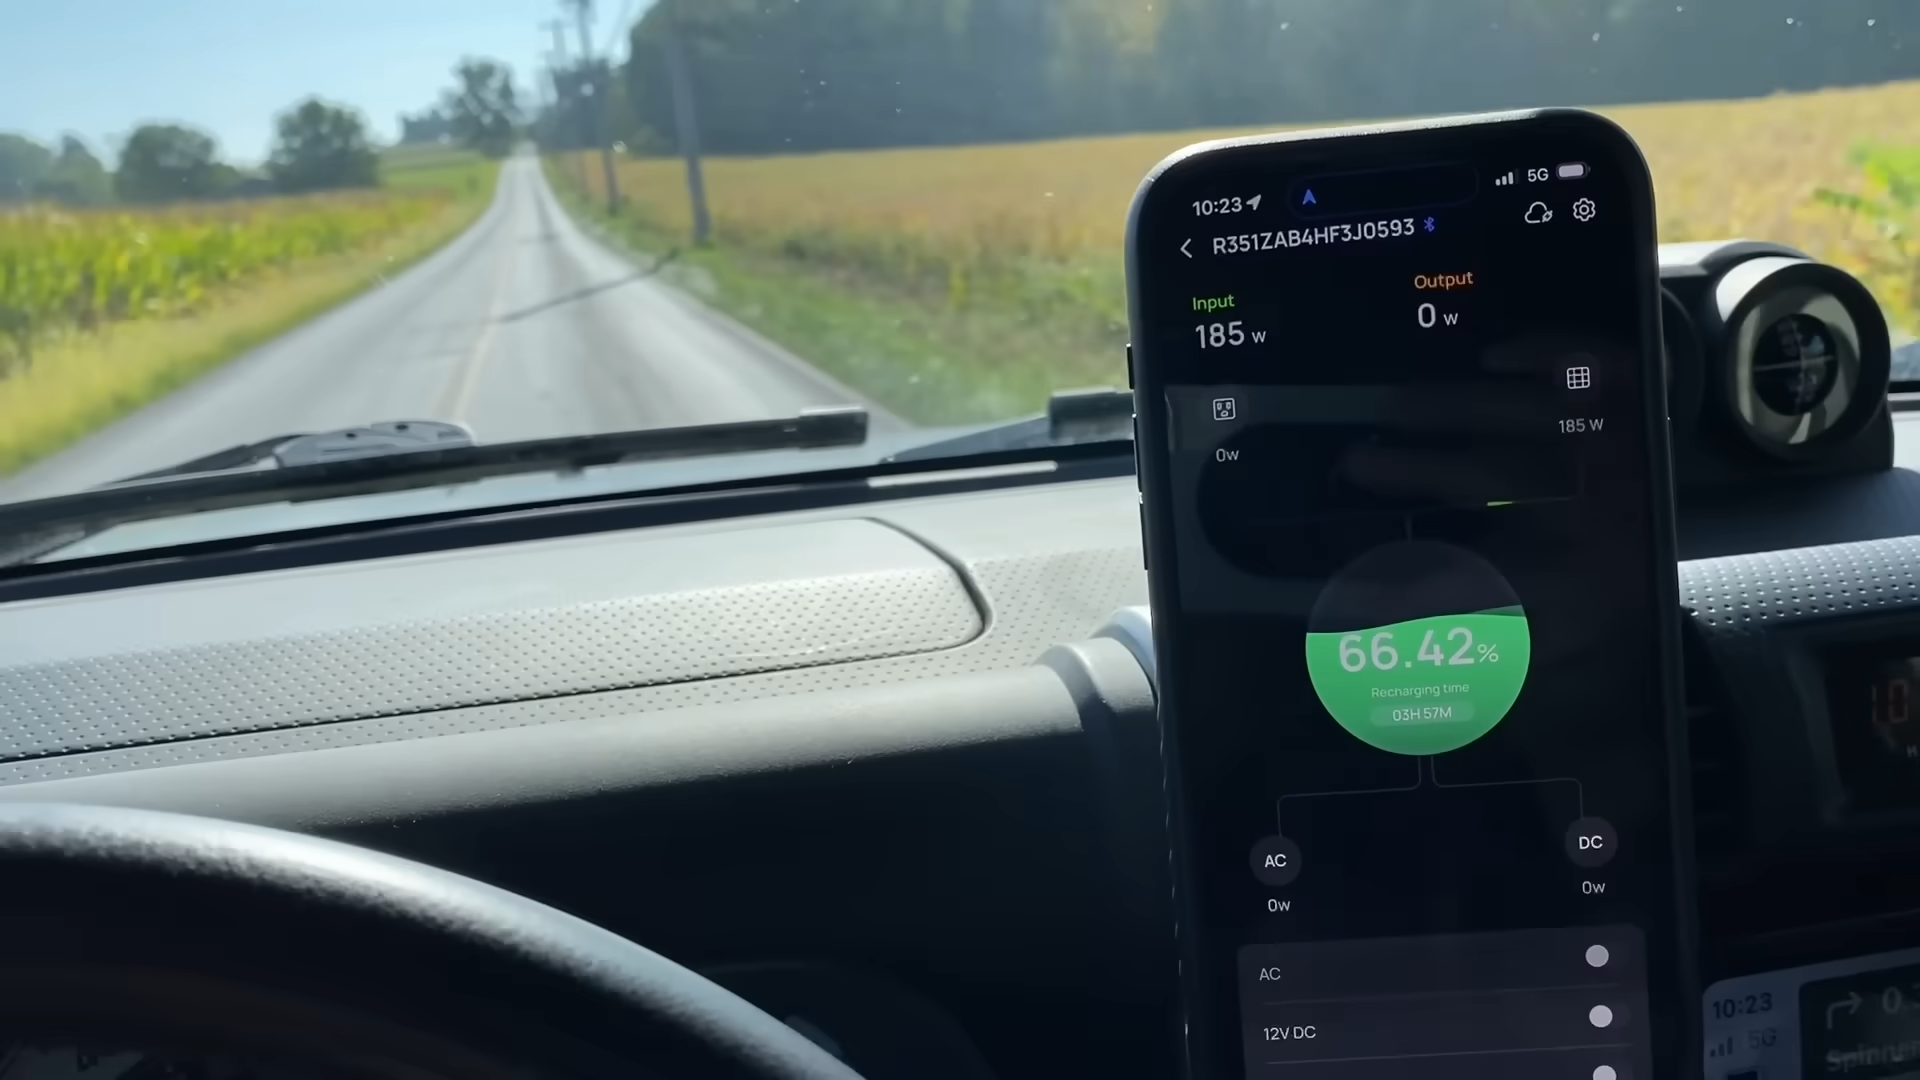 10:23
5G
R351ZAB4HF3J0593
Input
Output
185 W
0 W
185 W
0W
66.42%
Recharging time
03H 57M
AC
DC
0W
0W
AC
12V DC
10:23
5G